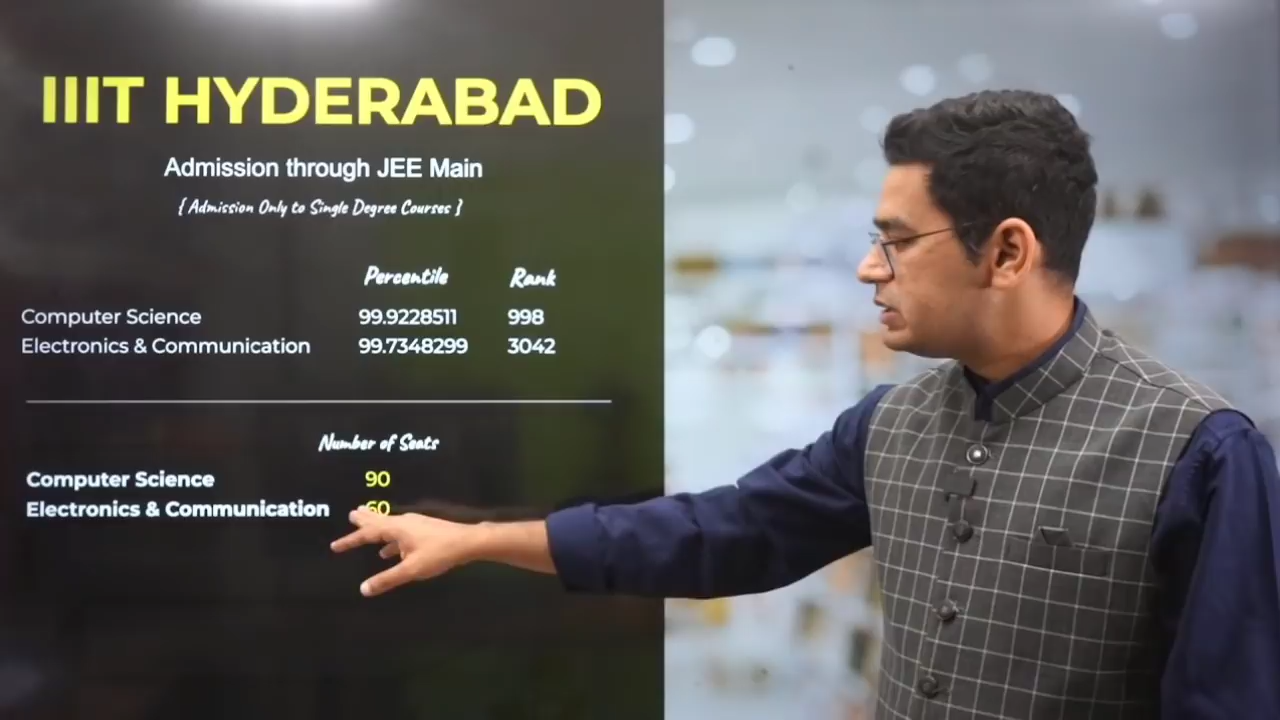 IIIT HYDERABAD
Admission through JEE Main
{ Admission Only to Single Degree Courses }
Percentile Rank
Computer Science 99.9228511 998
Electronics & Communication 99.7348299 3042
Number of Seats
Computer Science 90
Electronics & Communication 60